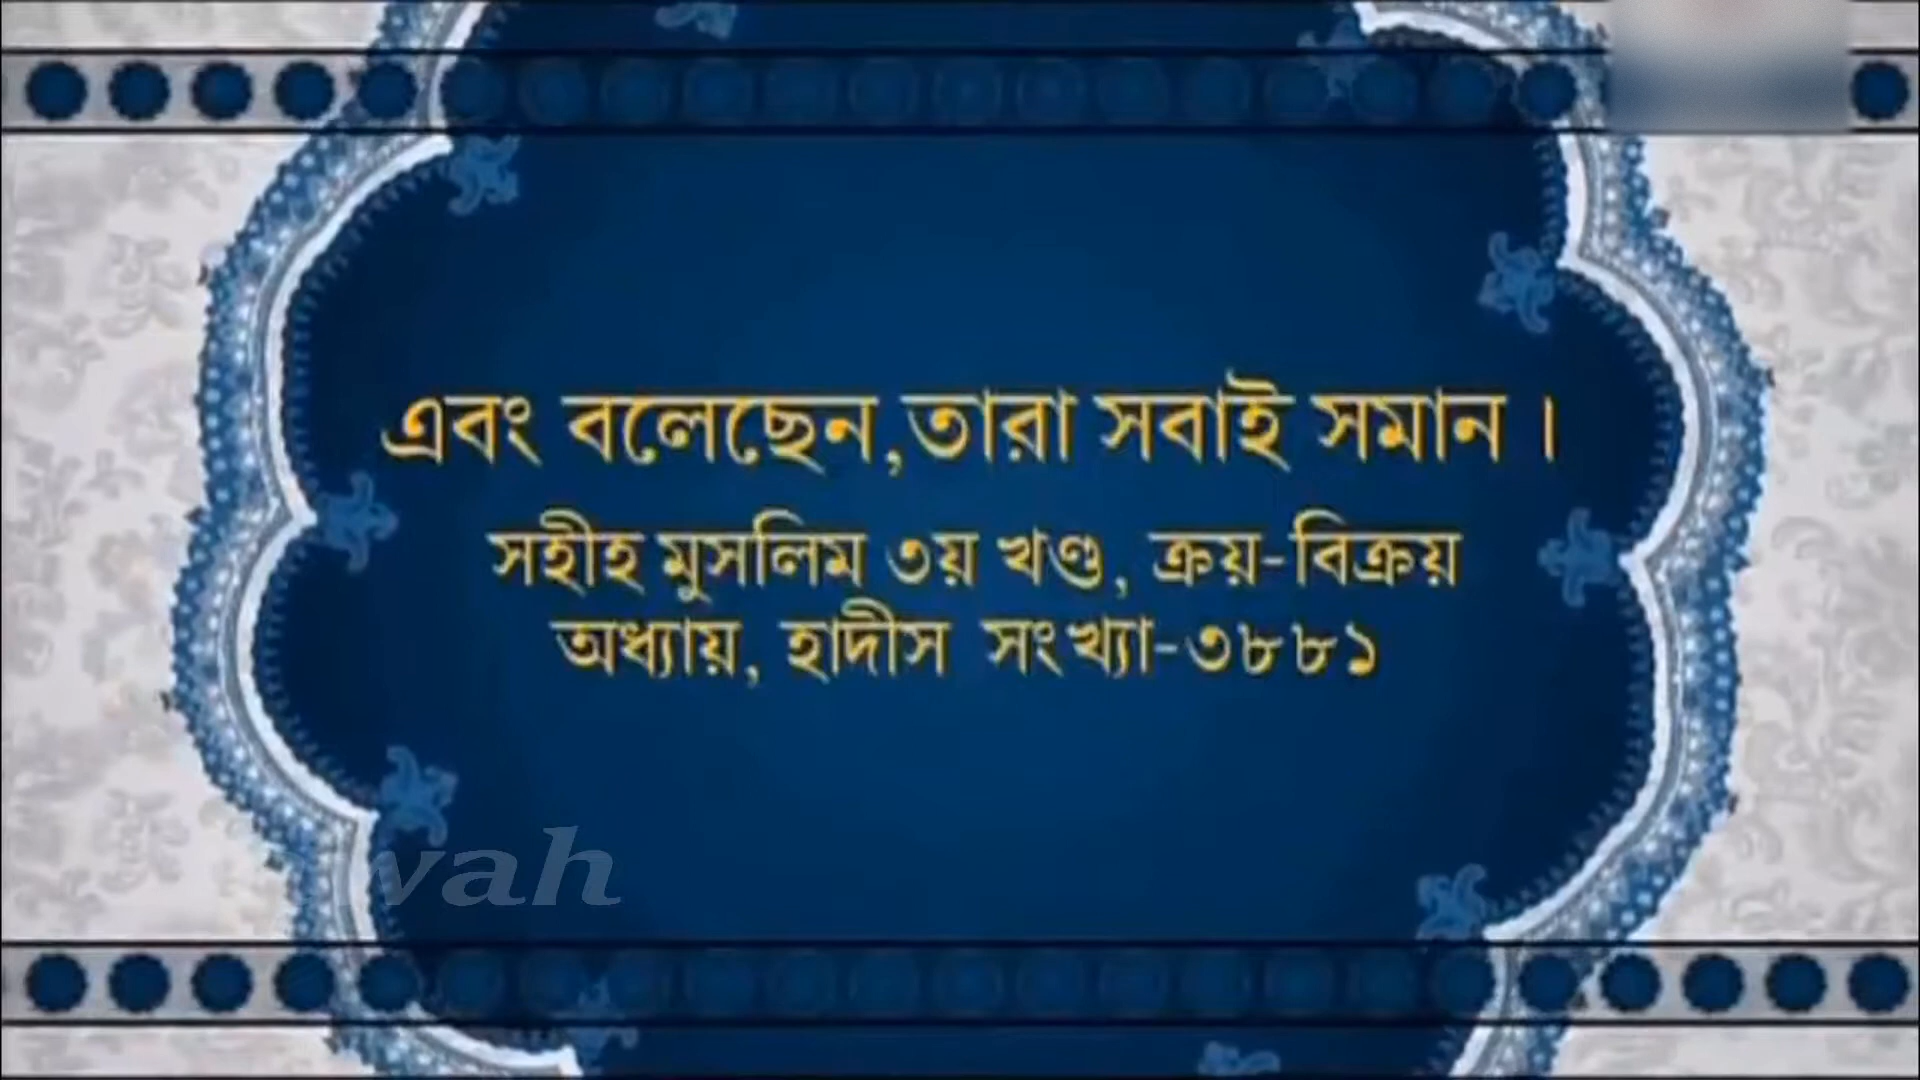 এবং বলেছেন,তারা সবাই সমান ।
সহীহ মুসলিম ৩য় খণ্ড, ক্রয়-বিক্রয়
অধ্যায়, হাদীস সংখ্যা-৩৮৮১